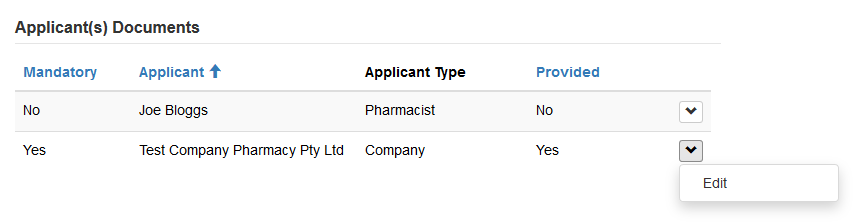 Applicant(s) Documents
Mandatory Applicant Applicant Type Provided
No Joe Bloggs Pharmacist No
Yes Test Company Pharmacy Pty Ltd Company Yes
Edit